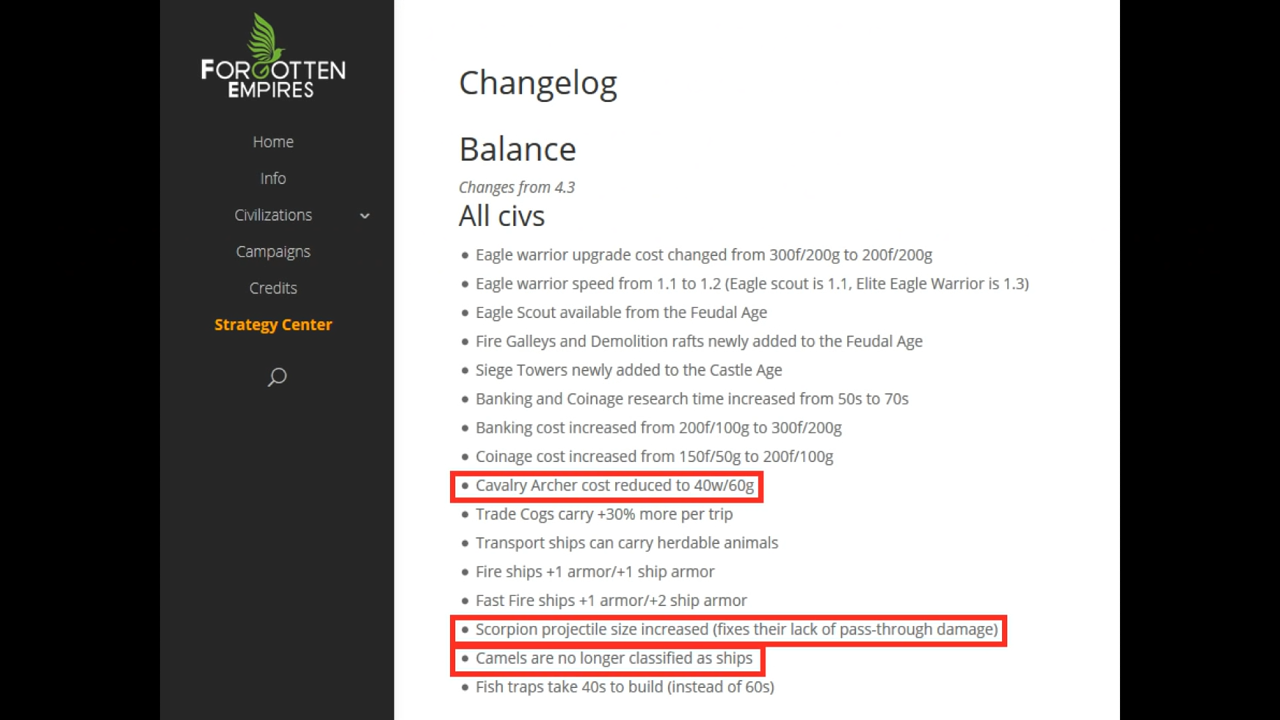 FORGOTTEN
EMPIRES
Home
Info
Civilizations
Campaigns
Credits
Strategy Center
Changelog
Balance
Changes from 4.3
All civs
Eagle warrior upgrade cost changed from 300f/200g to 200f/200g
Eagle warrior speed from 1.1 to 1.2 (Eagle scout is 1.1, Elite Eagle Warrior is 1.3)
Eagle Scout available from the Feudal Age
Fire Galleys and Demolition rafts newly added to the Feudal Age
Siege Towers newly added to the Castle Age
Banking and Coinage research time increased from 50s to 70s
Banking cost increased from 200f/100g to 300f/200g
Coinage cost increased from 150f/50g to 200f/100g
Cavalry Archer cost reduced to 40w/60g
Trade Cogs carry +30% more per trip
Transport ships can carry herdable animals
Fire ships +1 armor/+1 ship armor
Fast Fire ships +1 armor/+2 ship armor
Scorpion projectile size increased (fixes their lack of pass-through damage)
Camels are no longer classified as ships
Fish traps take 40s to build (instead of 60s)